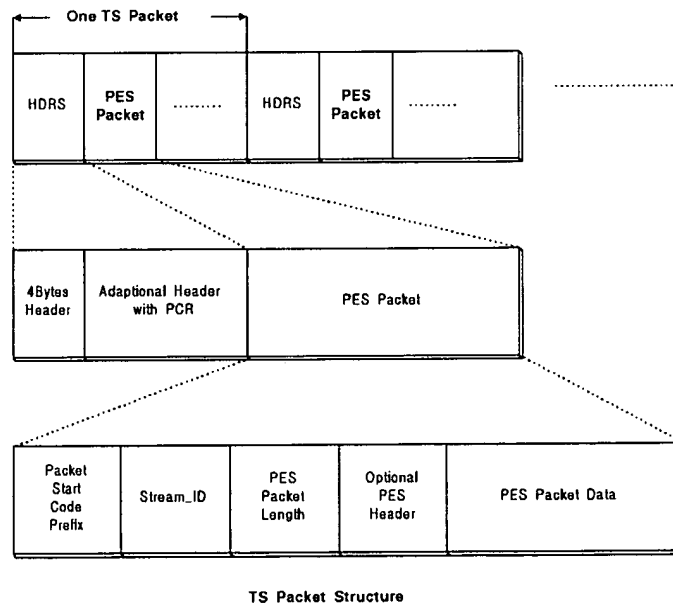 One TS Packet
HDRS
PES
Packet
........
HDRS
PES
Packet
........
4Bytes
Header
Adaptional Header
with PCR
PES Packet
Packet
Start
Code
Prefix
Stream_ID
PES
Packet
Length
Optional
PES
Header
PES Packet Data
TS Packet Structure